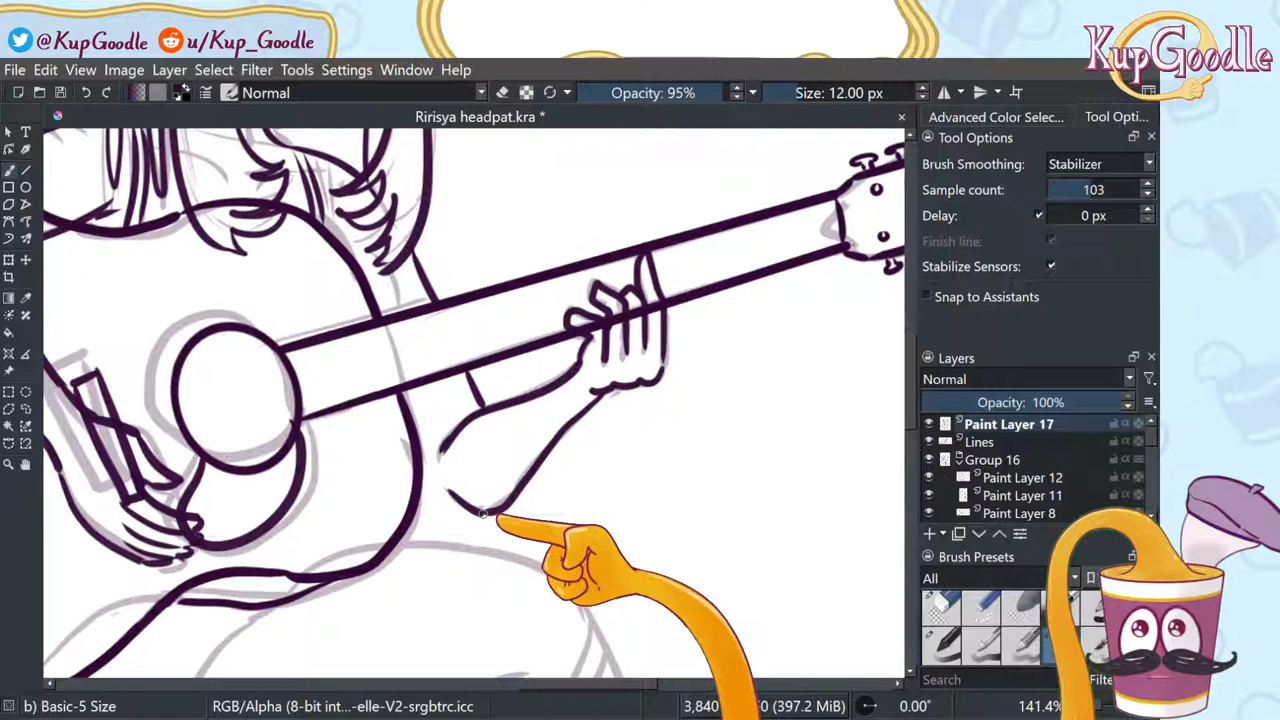 @KupGoodle u/Kup_Goodle
KupGoodle
File Edit View Image Layer Select Filter Tools Settings Window Help
Normal Opacity: 95% Size: 12.00 px
Ririsya headpat.kra *
Advanced Color Selec... Tool Opti...
Tool Options
Brush Smoothing: Stabilizer
Sample count: 103
Delay: 0 px
Finish line:
Stabilize Sensors:
Snap to Assistants
Layers
Normal
Opacity: 100%
Paint Layer 17
Lines
Group 16
Paint Layer 12
Paint Layer 11
Paint Layer 8
Brush Presets
All
Search
b) Basic-5 Size RGB/Alpha (8-bit int...-elle-V2-srgbtrc.icc (397.2 MiB) 0.00° 141.4%